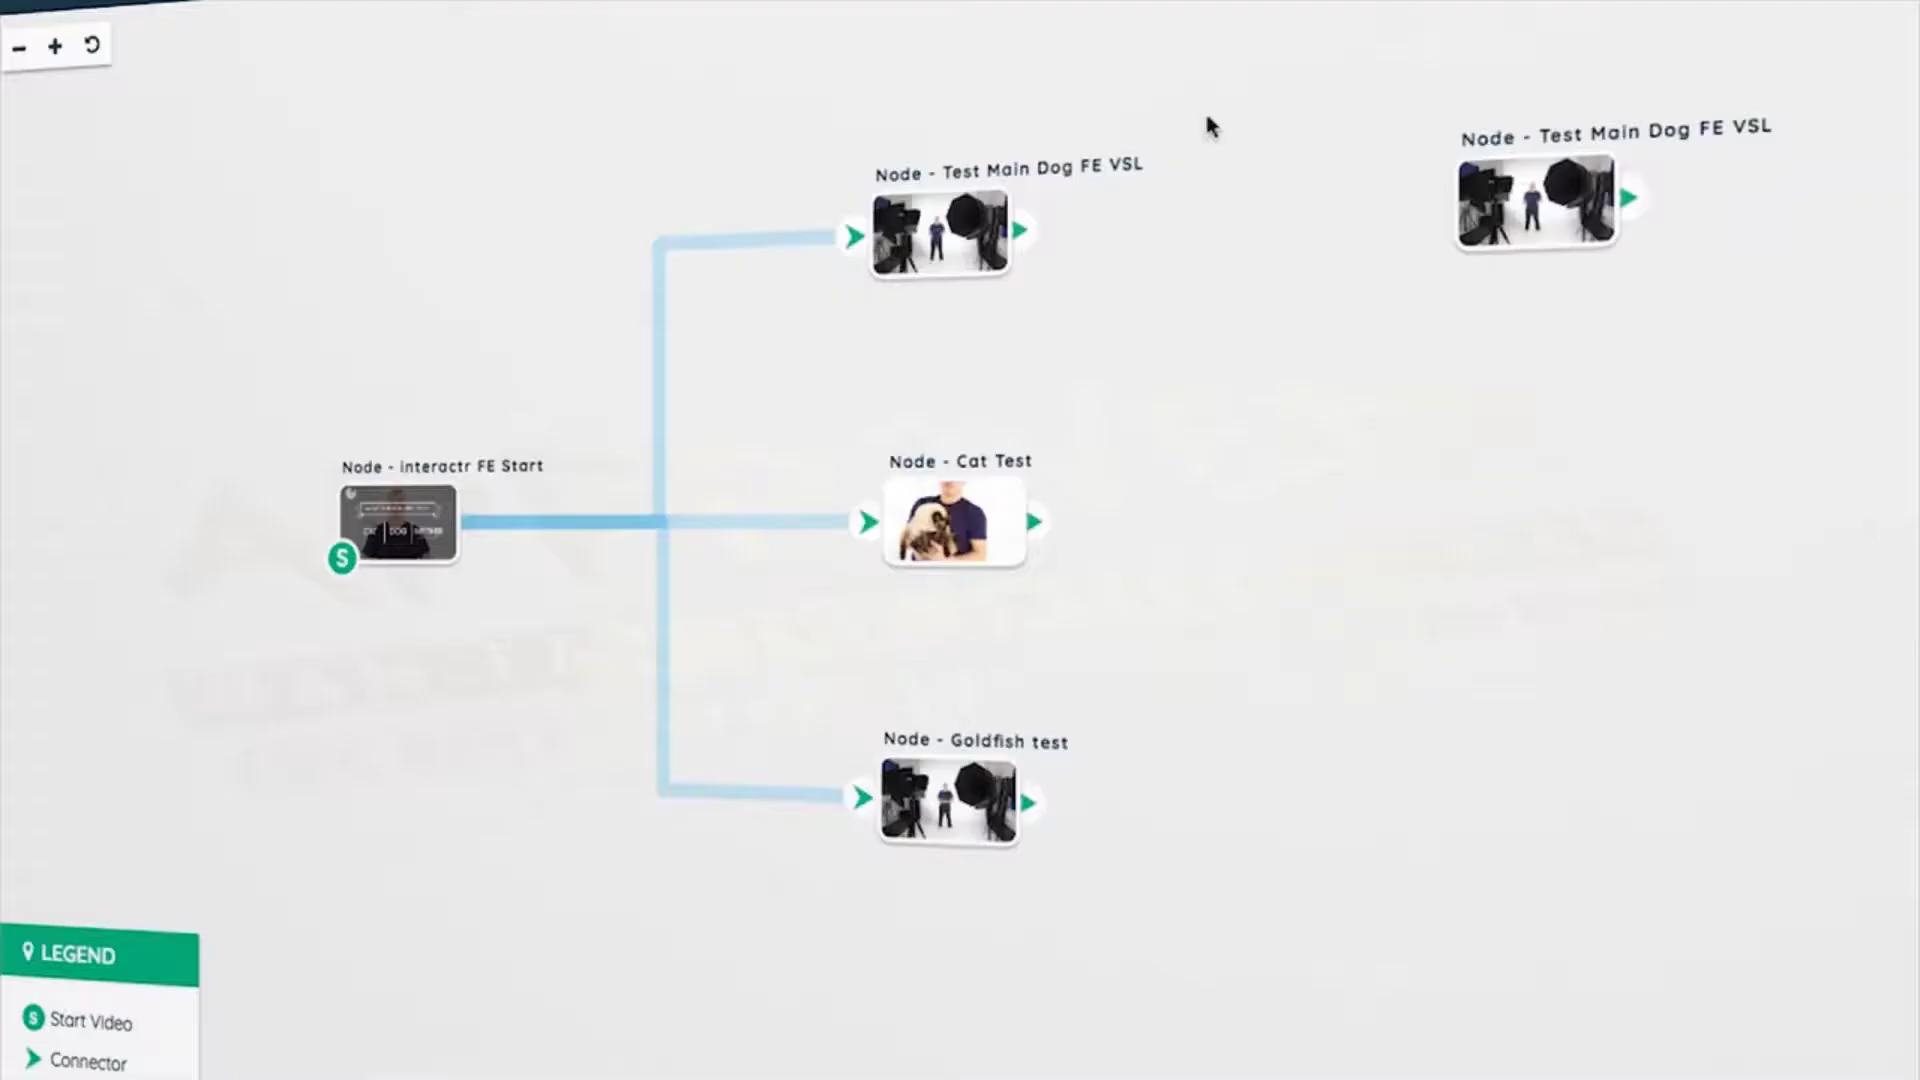 Node - Test Main Dog FE VSL
Node - Test Main Dog FE VSL
Node - interactr FE Start
DOG
S
Node - Cat Test
Node - Goldfish test
LEGEND
S Start Video
Connector